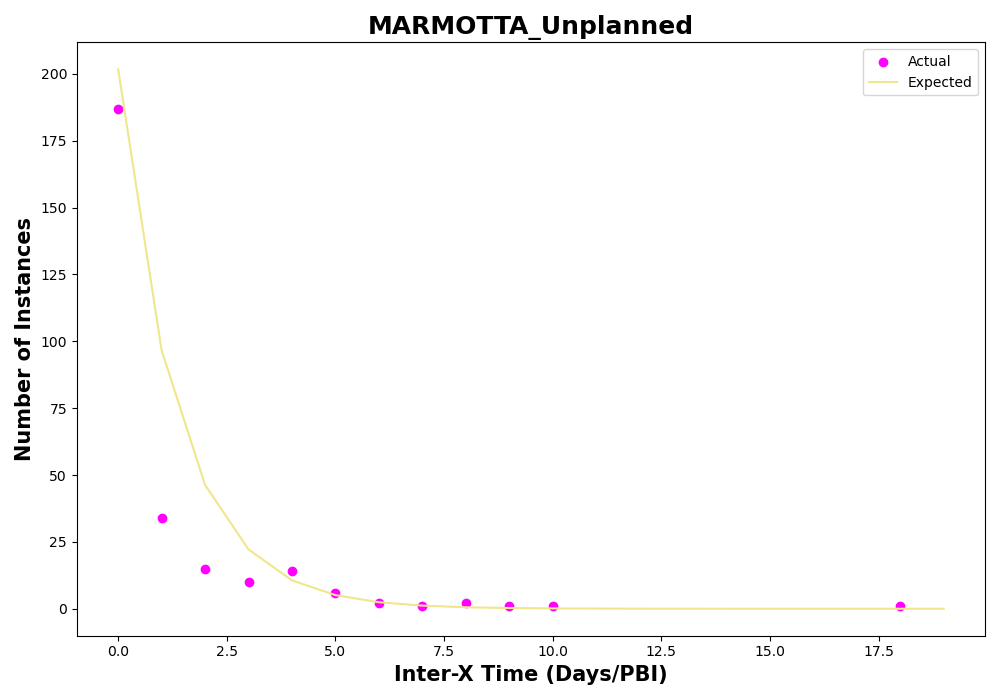 MARMOTTA_Unplanned
Actual
Expected
Number of Instances
200
175
150
125
100
75
50
25
0
0.0 2.5 5.0 7.5 10.0 12.5 15.0 17.5
Inter-X Time (Days/PBI)